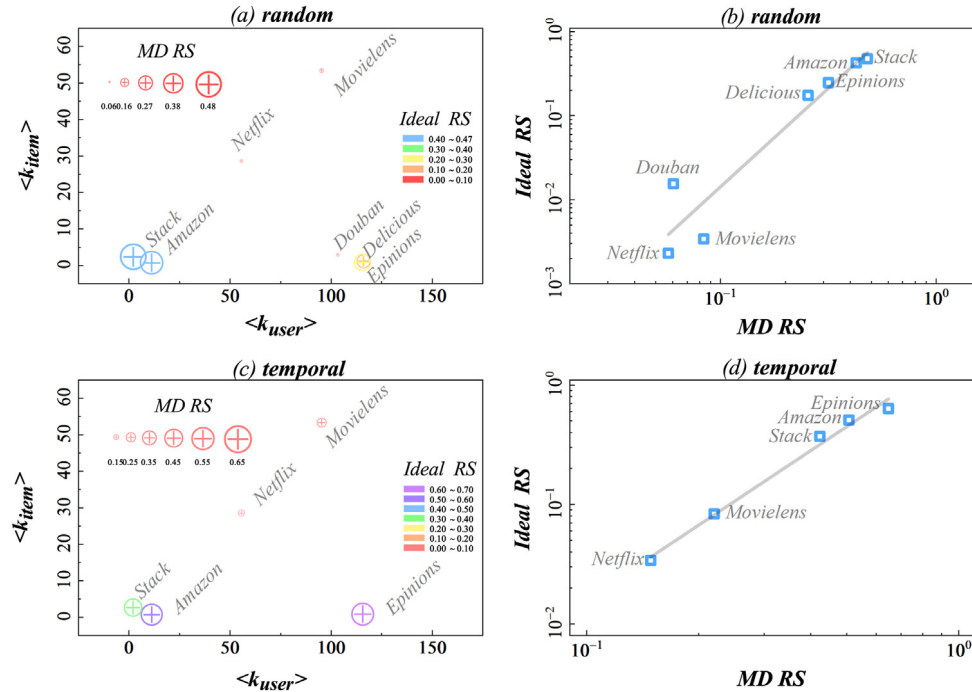 (a) random
<k_item>
60
50
40
30
20
10
0
MD RS
0.06 0.16 0.27 0.38 0.48
Movielens
Netflix
Ideal RS
0.40 ~ 0.47
0.30 ~ 0.40
0.20 ~ 0.30
0.10 ~ 0.20
0.00 ~ 0.10
Stack
Amazon
Douban
Delicious
Epinions
0 50 100 150
<k_user>
(b) random
Ideal RS
10^0
10^-1
10^-2
10^-3
Amazon
Stack
Epinions
Delicious
Douban
Movielens
Netflix
10^-1 10^0
MD RS
(c) temporal
<k_item>
60
50
40
30
20
10
0
MD RS
0.15 0.25 0.35 0.45 0.55 0.65
Movielens
Netflix
Ideal RS
0.60 ~ 0.70
0.50 ~ 0.60
0.40 ~ 0.50
0.30 ~ 0.40
0.20 ~ 0.30
0.10 ~ 0.20
0.00 ~ 0.10
Stack
Amazon
Epinions
0 50 100 150
<k_user>
(d) temporal
Ideal RS
10^0
10^-1
10^-2
Epinions
Amazon
Stack
Movielens
Netflix
10^-1 10^0
MD RS